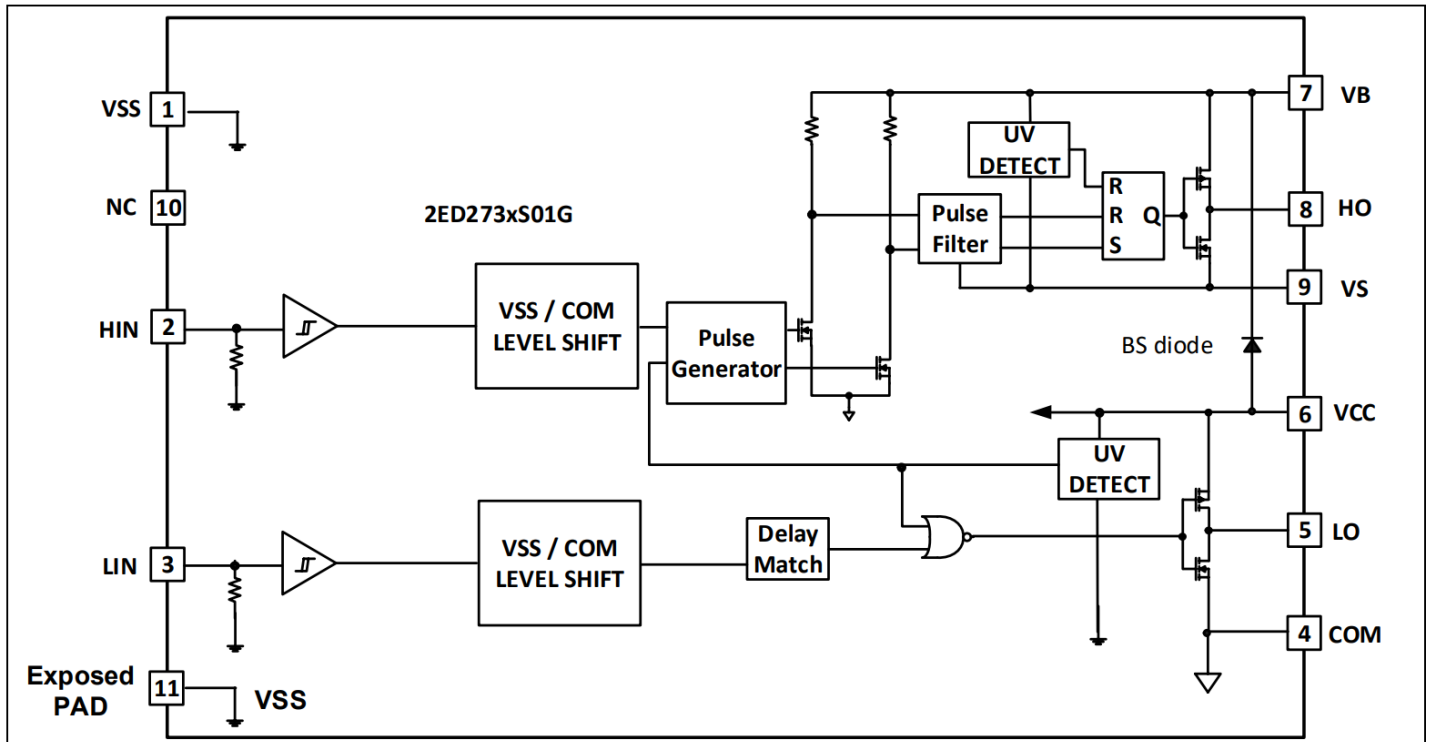 VSS 1
7 VB
UV
DETECT
NC 10
2ED273xS01G
R
R Q
S
Pulse
Filter
8 HO
9 VS
HIN 2
VSS / COM
LEVEL SHIFT
Pulse
Generator
BS diode
6 VCC
UV
DETECT
LIN 3
VSS / COM
LEVEL SHIFT
Delay
Match
5 LO
4 COM
Exposed
PAD
11
VSS